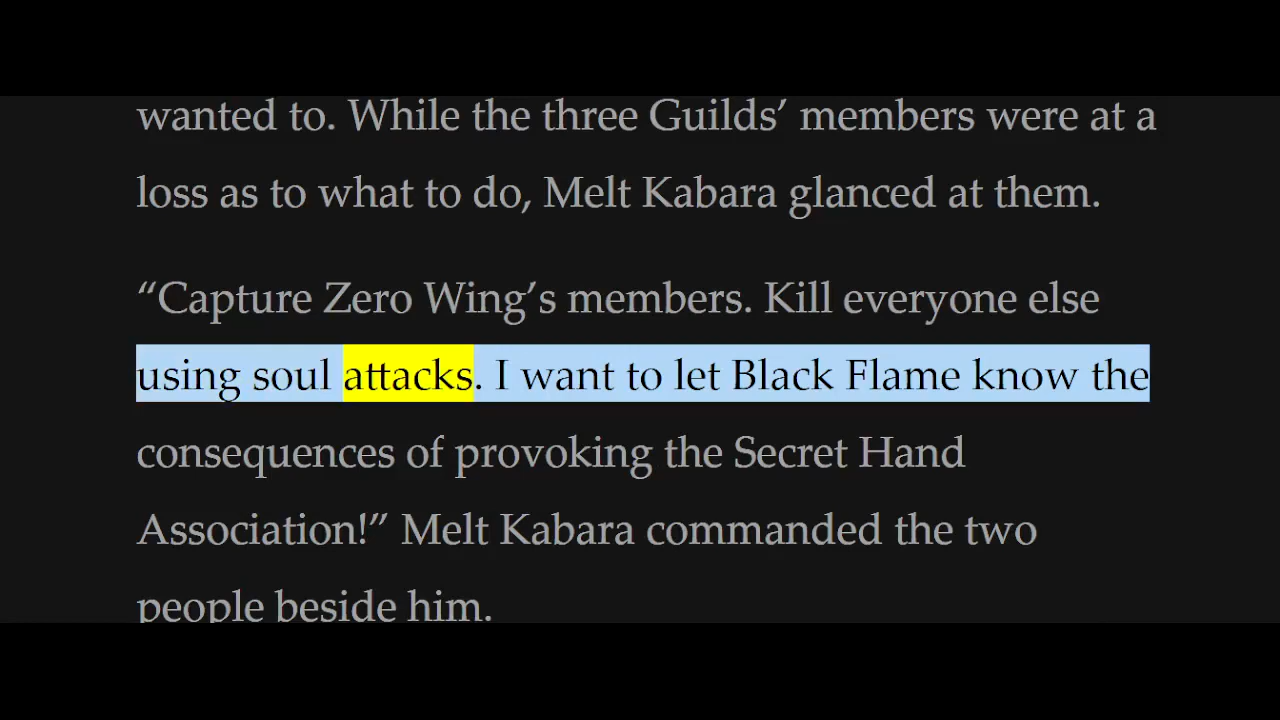 wanted to. While the three Guilds’ members were at a
loss as to what to do, Melt Kabara glanced at them.
“Capture Zero Wing’s members. Kill everyone else
using soul attacks. I want to let Black Flame know the
consequences of provoking the Secret Hand
Association!” Melt Kabara commanded the two
people beside him.